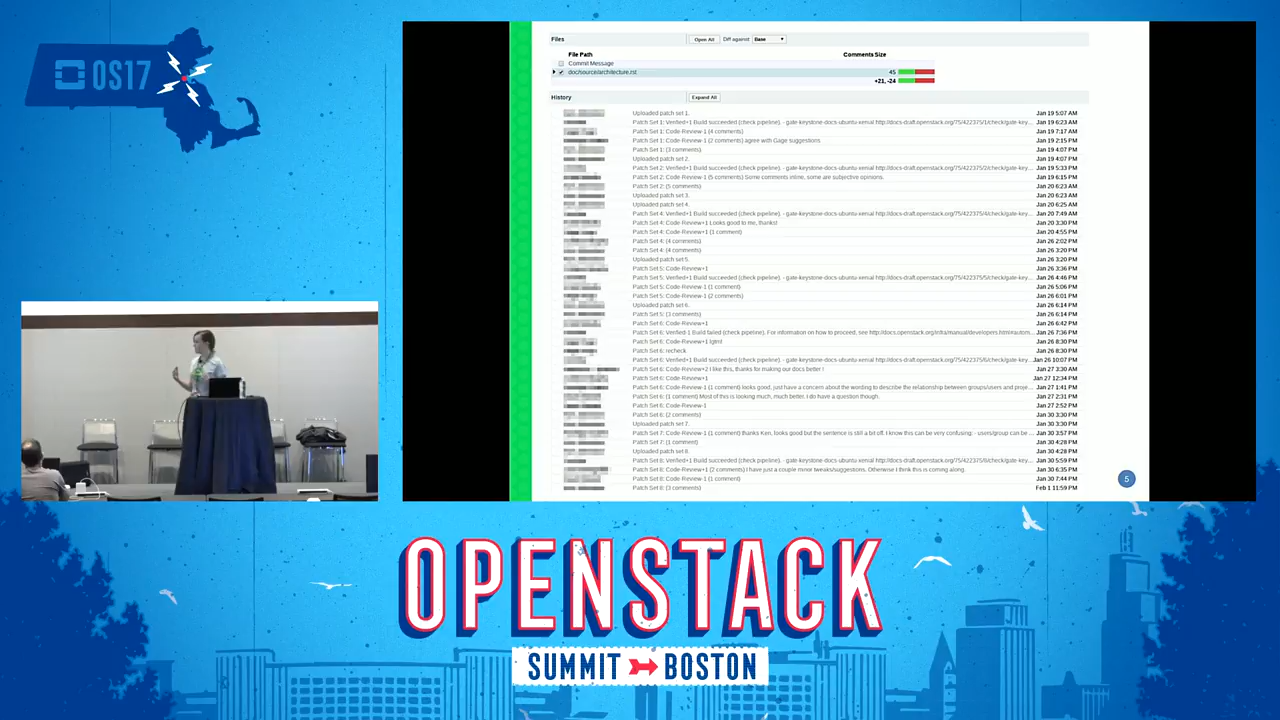 OS17
Files Open All Diff against Base
File Path Comments Size
Commit Message
doc/source/architecture.rst 45
+21, -24
History Expand All
Uploaded patch set 1. Jan 19 5:07 AM
Patch Set 1: Verified+1 Build succeeded (check pipeline). - gate-keystone-docs-ubuntu-xenial http://docs-draft.openstack.org/75/422375/1/check/gate-key... Jan 19 6:23 AM
Patch Set 1: Code-Review-1 (4 comments) Jan 19 7:17 AM
Patch Set 1: Code-Review-1 (2 comments) agree with Gage suggestions Jan 19 2:15 PM
Patch Set 1: (3 comments) Jan 19 4:07 PM
Uploaded patch set 2. Jan 19 4:07 PM
Patch Set 2: Verified+1 Build succeeded (check pipeline). - gate-keystone-docs-ubuntu-xenial http://docs-draft.openstack.org/75/422375/2/check/gate-key... Jan 19 5:33 PM
Patch Set 2: Code-Review-1 (5 comments) Some comments inline, some are subjective opinions. Jan 19 6:15 PM
Patch Set 2: (5 comments) Jan 20 6:23 AM
Uploaded patch set 3. Jan 20 6:23 AM
Uploaded patch set 4. Jan 20 6:25 AM
Patch Set 4: Verified+1 Build succeeded (check pipeline). - gate-keystone-docs-ubuntu-xenial http://docs-draft.openstack.org/75/422375/4/check/gate-key... Jan 20 7:49 AM
Patch Set 4: Code-Review+1 Looks good to me, thanks! Jan 20 3:30 PM
Patch Set 4: Code-Review+1 (1 comment) Jan 20 4:55 PM
Patch Set 4: (4 comments) Jan 26 2:02 PM
Patch Set 4: (4 comments) Jan 26 3:20 PM
Uploaded patch set 5. Jan 26 3:20 PM
Patch Set 5: Code-Review+1 Jan 26 3:36 PM
Patch Set 5: Verified+1 Build succeeded (check pipeline). - gate-keystone-docs-ubuntu-xenial http://docs-draft.openstack.org/75/422375/5/check/gate-key... Jan 26 4:46 PM
Patch Set 5: Code-Review-1 (1 comment) Jan 26 5:06 PM
Patch Set 5: Code-Review-1 (2 comments) Jan 26 6:01 PM
Uploaded patch set 6. Jan 26 6:14 PM
Patch Set 5: (3 comments) Jan 26 6:14 PM
Patch Set 6: Code-Review+1 Jan 26 6:42 PM
Patch Set 6: Verified-1 Build failed (check pipeline). For information on how to proceed, see http://docs.openstack.org/infra/manual/developers.html#autom... Jan 26 7:36 PM
Patch Set 6: Code-Review+1 lgtm! Jan 26 8:30 PM
Patch Set 6: recheck Jan 26 8:30 PM
Patch Set 6: Verified+1 Build succeeded (check pipeline). - gate-keystone-docs-ubuntu-xenial http://docs-draft.openstack.org/75/422375/6/check/gate-key... Jan 26 10:07 PM
Patch Set 6: Code-Review+2 I like this, thanks for making our docs better ! Jan 27 3:30 AM
Patch Set 6: Code-Review+1 Jan 27 12:34 PM
Patch Set 6: Code-Review-1 (1 comment) looks good, just have a concern about the wording to describe the relationship between groups/users and proje... Jan 27 1:41 PM
Patch Set 6: (1 comment) Most of this is looking much, much better. I do have a question though. Jan 27 2:31 PM
Patch Set 6: Code-Review-1 Jan 27 2:52 PM
Patch Set 6: (2 comments) Jan 30 3:30 PM
Uploaded patch set 7. Jan 30 3:30 PM
Patch Set 7: Code-Review-1 (1 comment) thanks Ken, looks good but the sentence is still a bit off. I know this can be very confusing: - users/group can be ... Jan 30 3:57 PM
Patch Set 7: (1 comment) Jan 30 4:28 PM
Uploaded patch set 8. Jan 30 4:28 PM
Patch Set 8: Verified+1 Build succeeded (check pipeline). - gate-keystone-docs-ubuntu-xenial http://docs-draft.openstack.org/75/422375/8/check/gate-key... Jan 30 5:59 PM
Patch Set 8: Code-Review+1 (2 comments) I have just a couple minor tweaks/suggestions. Otherwise I think this is coming along. Jan 30 6:35 PM
Patch Set 8: Code-Review-1 (1 comment) Jan 30 7:44 PM
Patch Set 8: (3 comments) Feb 1 11:59 PM
5
OPENSTACK
SUMMIT BOSTON